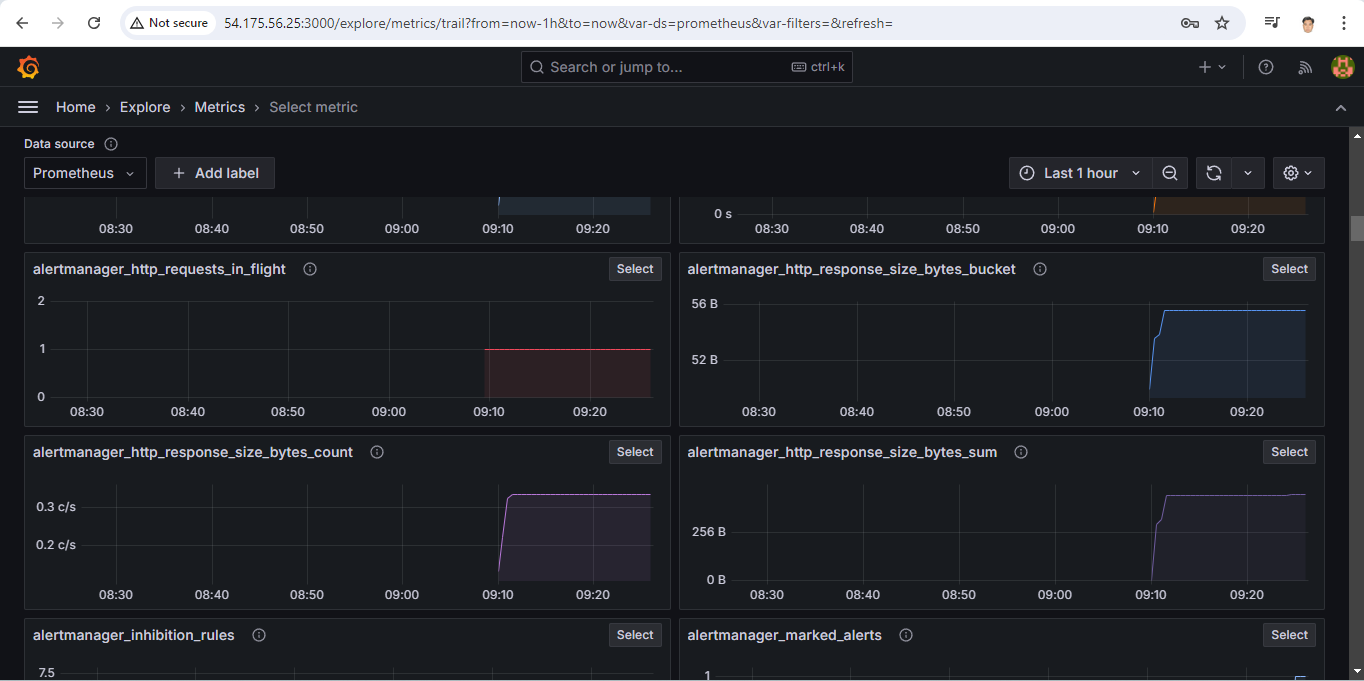 Not secure 54.175.56.25:3000/explore/metrics/trail?from=now-1h&to=now&var-ds=prometheus&var-filters=&refresh=
Search or jump to... ctrl+k
Home › Explore › Metrics › Select metric
Data source
Prometheus + Add label Last 1 hour
08:30 08:40 08:50 09:00 09:10 09:20
0 s
08:30 08:40 08:50 09:00 09:10 09:20
alertmanager_http_requests_in_flight Select
2
1
0
08:30 08:40 08:50 09:00 09:10 09:20
alertmanager_http_response_size_bytes_bucket Select
56 B
52 B
08:30 08:40 08:50 09:00 09:10 09:20
alertmanager_http_response_size_bytes_count Select
0.3 c/s
0.2 c/s
08:30 08:40 08:50 09:00 09:10 09:20
alertmanager_http_response_size_bytes_sum Select
256 B
0 B
08:30 08:40 08:50 09:00 09:10 09:20
alertmanager_inhibition_rules Select
7.5
alertmanager_marked_alerts Select
1